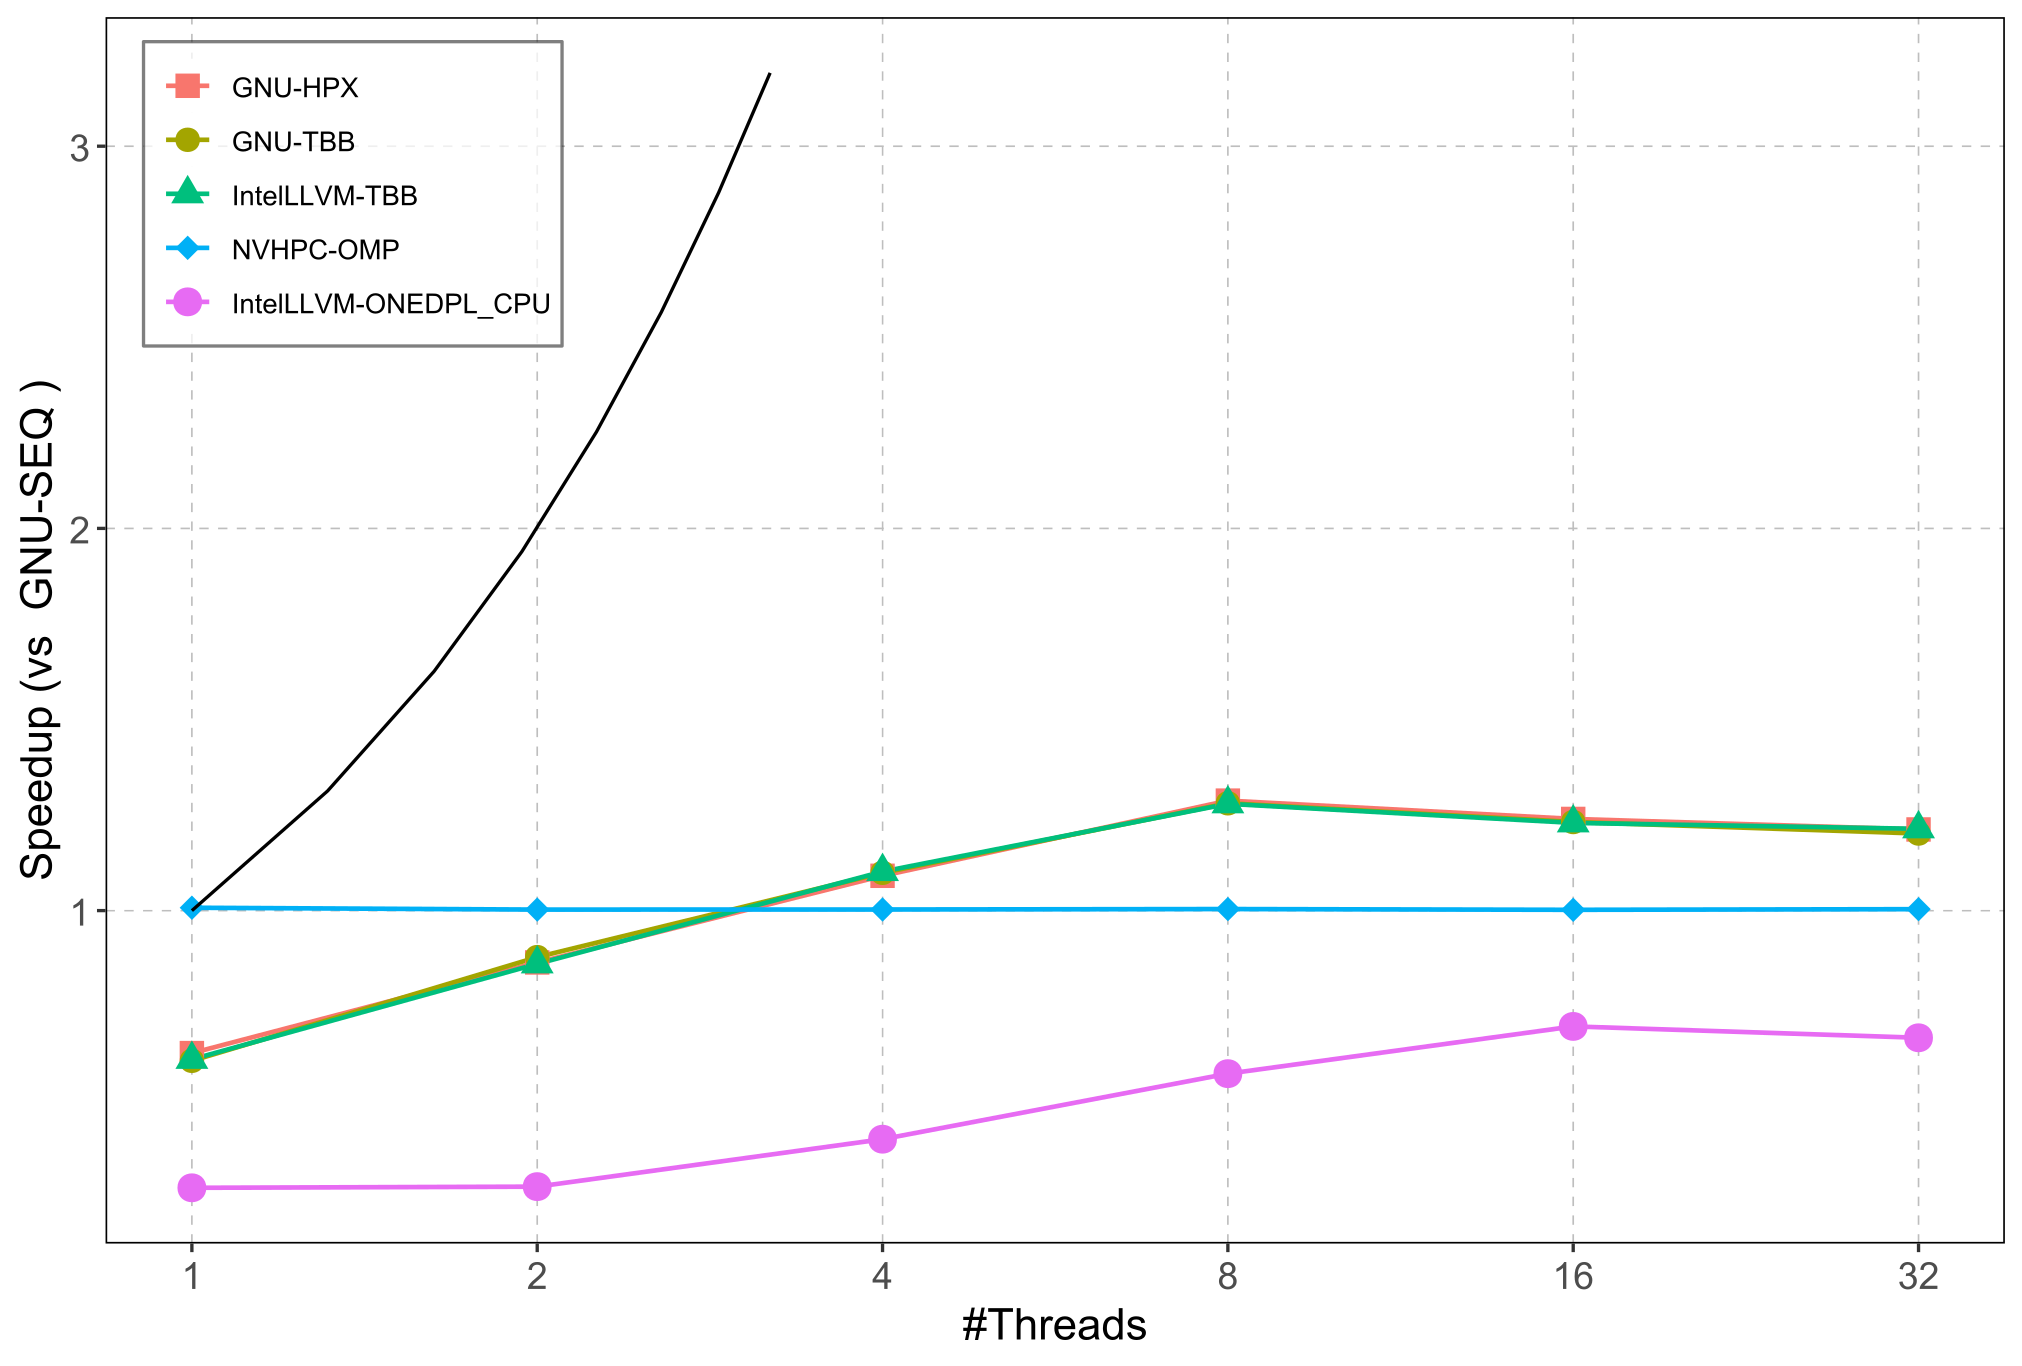 GNU-HPX
GNU-TBB
IntelLLVM-TBB
NVHPC-OMP
IntelLLVM-ONEDPL_CPU
Speedup (vs GNU-SEQ )
3
2
1
1 2 4 8 16 32
#Threads